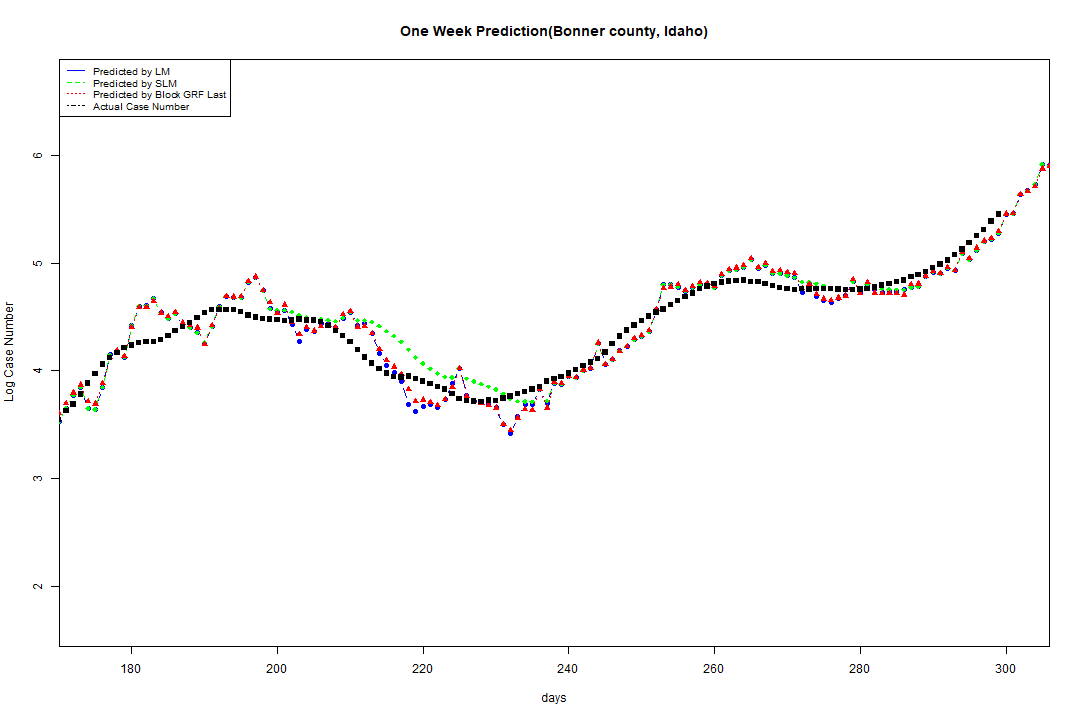 One Week Prediction(Bonner county, Idaho)
Predicted by LM
Predicted by SLM
Predicted by Block GRF Last
Actual Case Number
6
5
4
3
2
Log Case Number
180 200 220 240 260 280 300
days